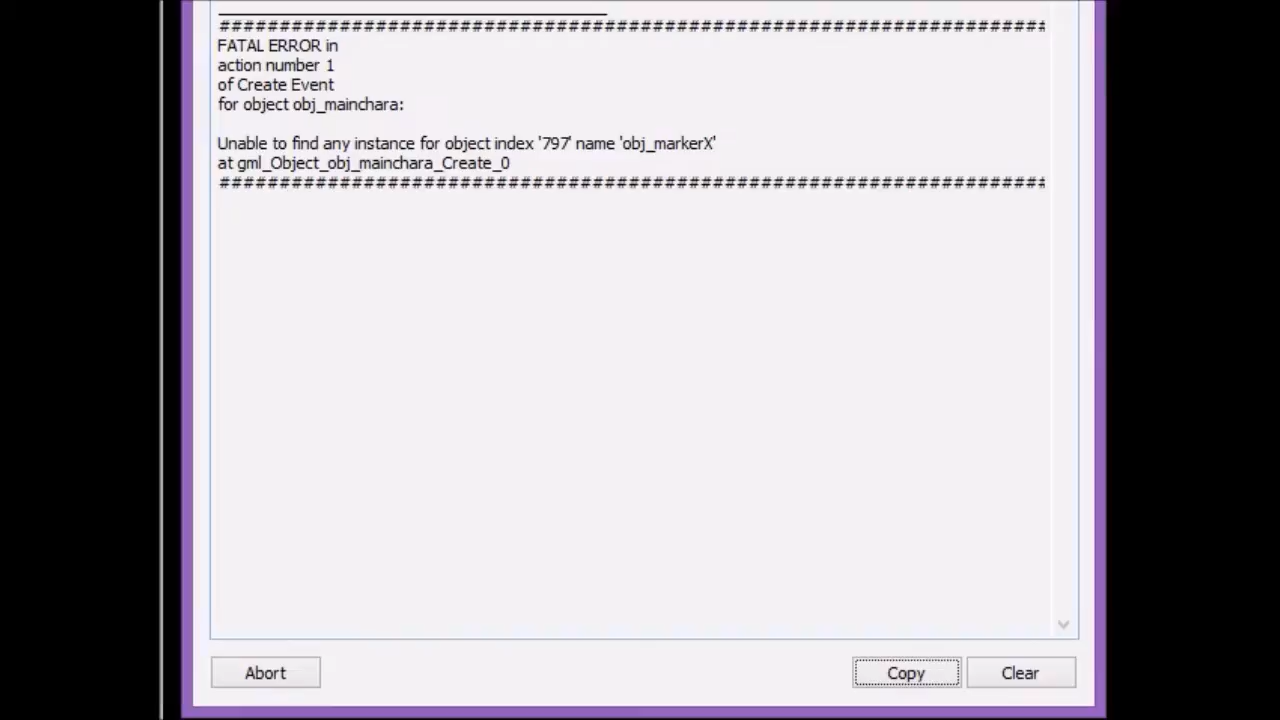 ###########################################################################
FATAL ERROR in
action number 1
of Create Event
for object obj_mainchara:
Unable to find any instance for object index '797' name 'obj_markerX'
at gml_Object_obj_mainchara_Create_0
###########################################################################
Abort
Copy
Clear